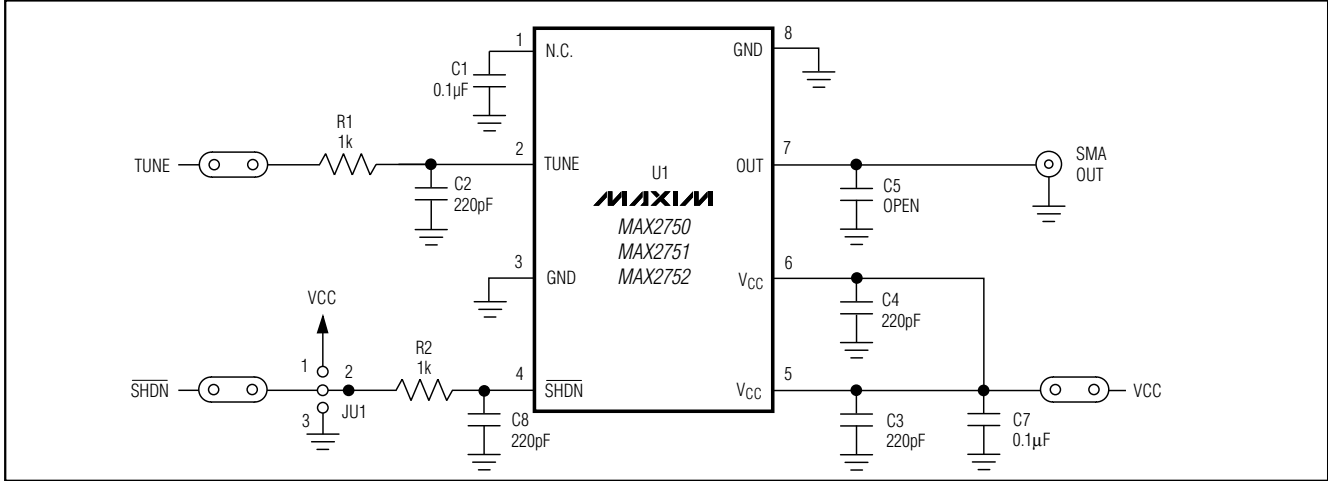 1
N.C.
C1
0.1µF
8
GND
TUNE
R1
1k
2
TUNE
C2
220pF
U1
MAXIM
MAX2750
MAX2751
MAX2752
7
OUT
C5
OPEN
SMA
OUT
3
GND
6
VCC
C4
220pF
VCC
1
2
3
JU1
SHDN
R2
1k
4
SHDN
C8
220pF
5
VCC
C3
220pF
C7
0.1µF
VCC